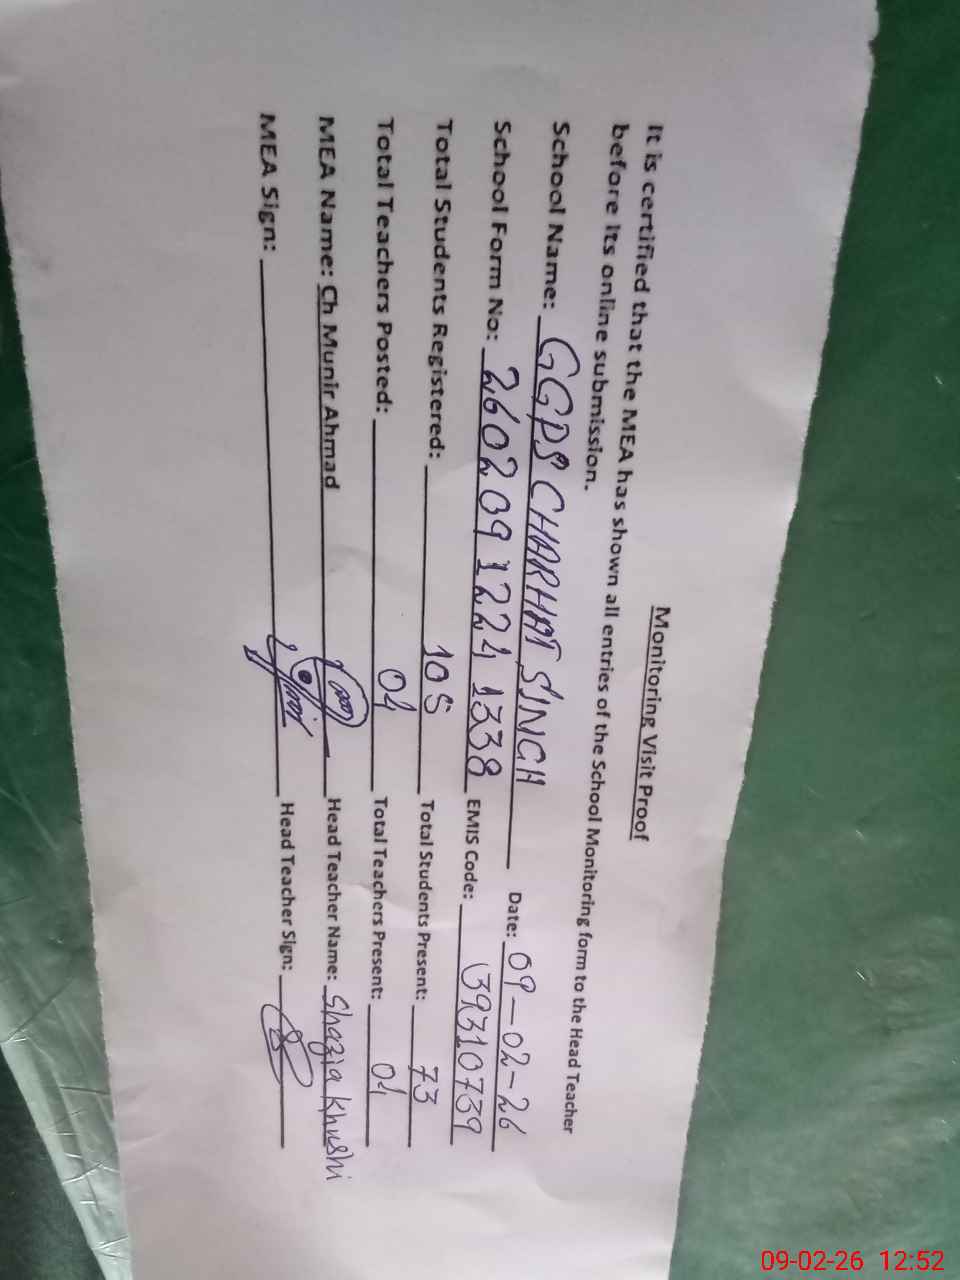 Monitoring Visit Proof
It is certified that the MEA has shown all entries of the School Monitoring form to the Head Teacher
before its online submission.
School Name: GGPS CHARHAT SINGH Date: 09-02-26
School Form No: 2602091224 1338 EMIS Code: 39310739
Total Students Registered: 105 Total Students Present: 73
Total Teachers Posted: 04 Total Teachers Present: 04
MEA Name: Ch Munir Ahmad Head Teacher Name: Shazia Khushi
MEA Sign: Head Teacher Sign:
09-02-26 12:52